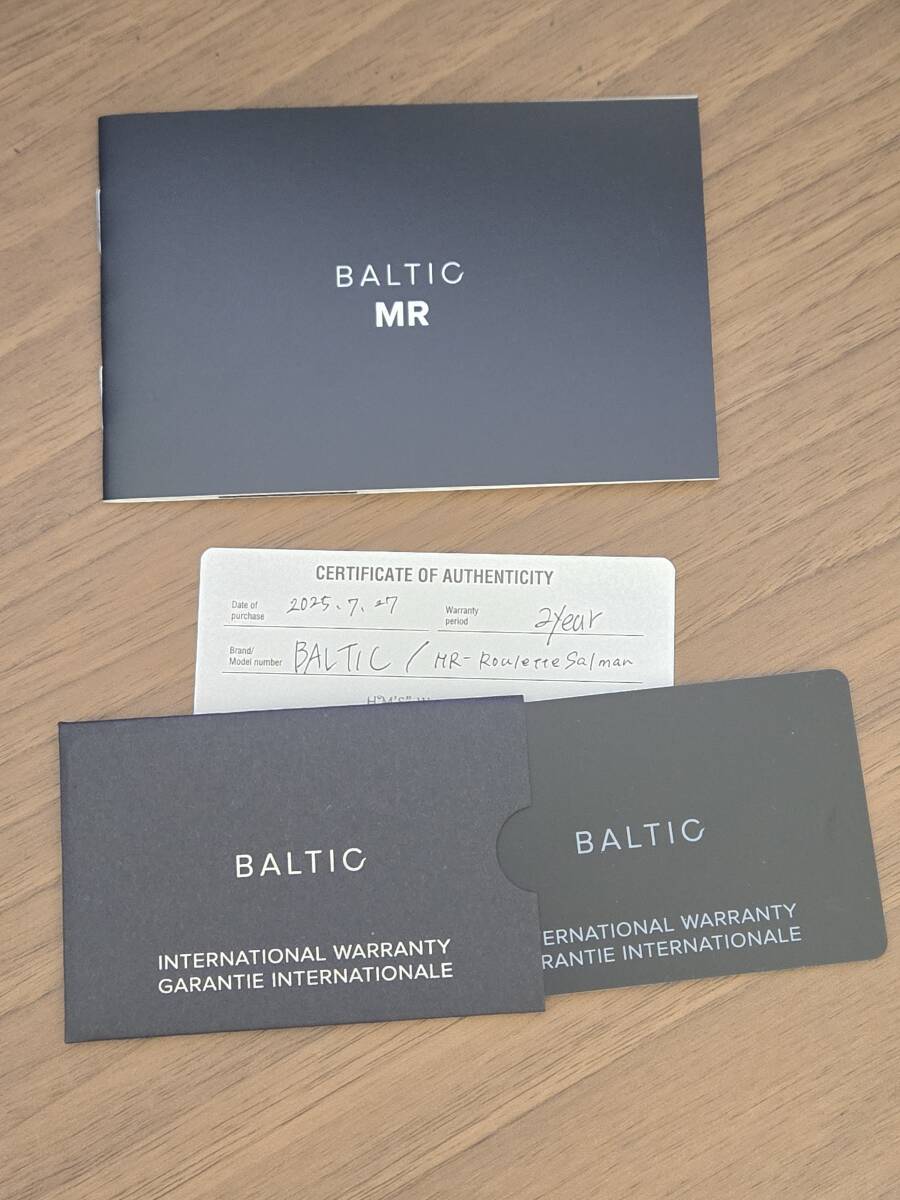 BALTIC
MR
CERTIFICATE OF AUTHENTICITY
Date of purchase 2025.7.27 Warranty period 2year
Brand/ Model number BALTIC / MR-Roulette Salman
BALTIC
INTERNATIONAL WARRANTY
GARANTIE INTERNATIONALE
BALTIC
ERNATIONAL WARRANTY
RANTIE INTERNATIONALE